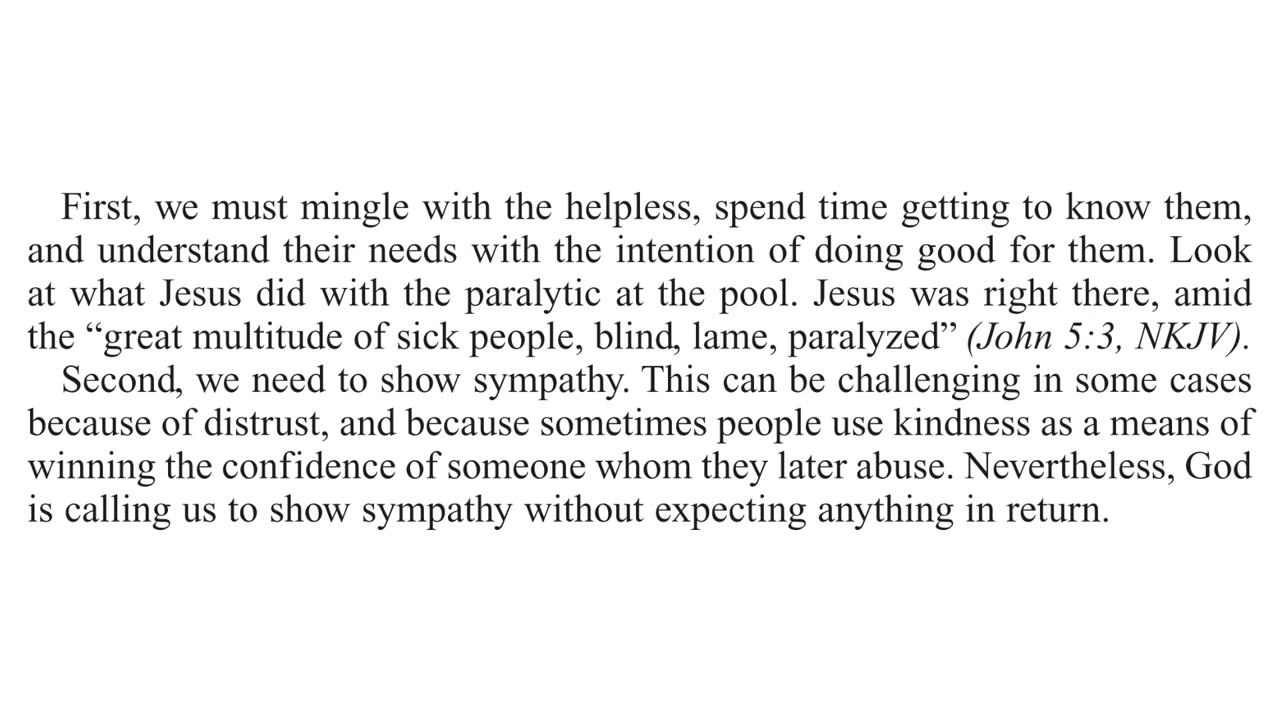 First, we must mingle with the helpless, spend time getting to know them,
and understand their needs with the intention of doing good for them. Look
at what Jesus did with the paralytic at the pool. Jesus was right there, amid
the “great multitude of sick people, blind, lame, paralyzed” (John 5:3, NKJV).
Second, we need to show sympathy. This can be challenging in some cases
because of distrust, and because sometimes people use kindness as a means of
winning the confidence of someone whom they later abuse. Nevertheless, God
is calling us to show sympathy without expecting anything in return.